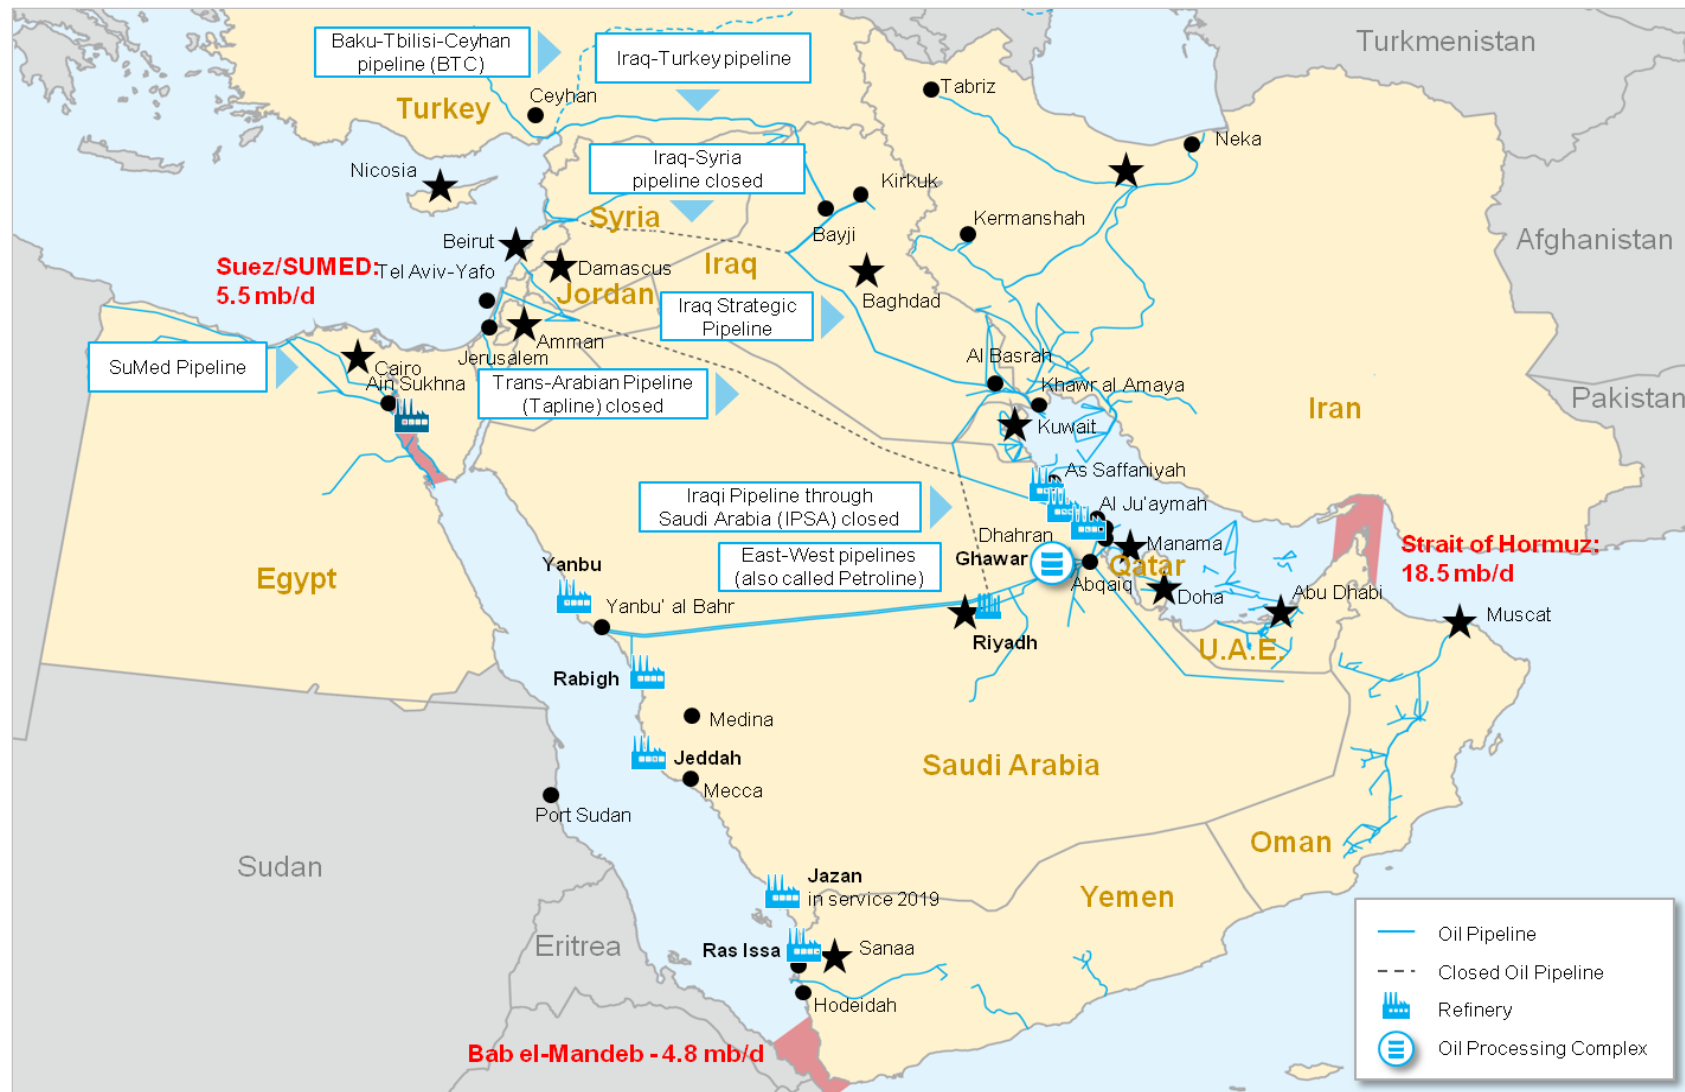 Baku-Tbilisi-Ceyhan
pipeline (BTC)
Iraq-Turkey pipeline
Turkmenistan
Turkey
Ceyhan
Tabriz
Neka
Nicosia
Iraq-Syria
pipeline closed
Kirkuk
Syria
Kermanshah
Bayji
Afghanistan
Beirut
Suez/SUMED:
5.5 mb/d
Tel Aviv-Yafo
Damascus
Iraq
Jordan
Baghdad
Iraq Strategic
Pipeline
Amman
Jerusalem
SuMed Pipeline
Cairo
Ain Sukhna
Al Basrah
Trans-Arabian Pipeline
(Tapline) closed
Khawr al Amaya
Pakistan
Iran
Kuwait
As Saffaniyah
Iraqi Pipeline through
Saudi Arabia (IPSA) closed
Al Ju'aymah
Dhahran
Manama
Strait of Hormuz:
18.5 mb/d
East-West pipelines
(also called Petroline)
Ghawar
Qatar
Abqaiq
Egypt
Yanbu
Doha
Abu Dhabi
Yanbu' al Bahr
Muscat
Riyadh
U.A.E.
Rabigh
Medina
Jeddah
Saudi Arabia
Mecca
Port Sudan
Oman
Sudan
Jazan
in service 2019
Yemen
Eritrea
Ras Issa
Sanaa
Hodeidah
Bab el-Mandeb - 4.8 mb/d
Oil Pipeline
Closed Oil Pipeline
Refinery
Oil Processing Complex